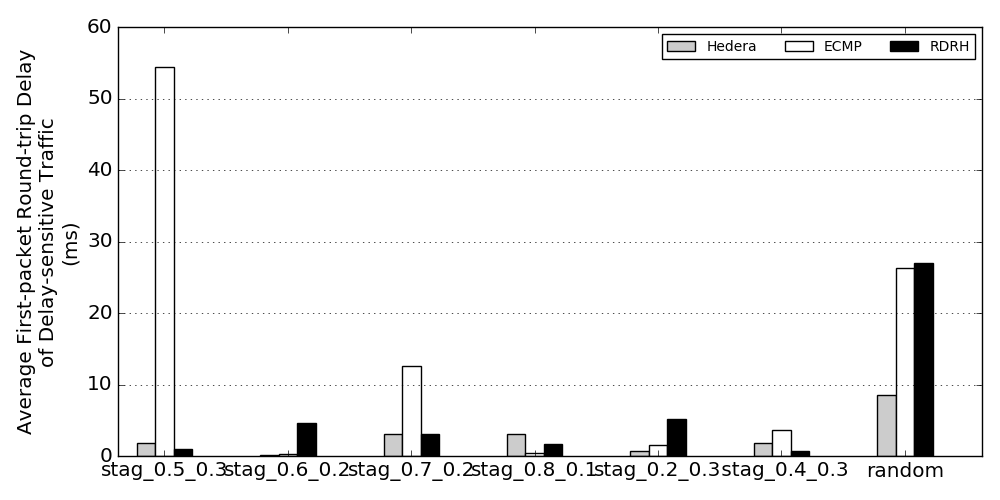 Average First-packet Round-trip Delay
of Delay-sensitive Traffic
(ms)
60
50
40
30
20
10
0
Hedera ECMP RDRH
stag_0.5_0.3 stag_0.6_0.2 stag_0.7_0.2 stag_0.8_0.1 stag_0.2_0.3 stag_0.4_0.3 random